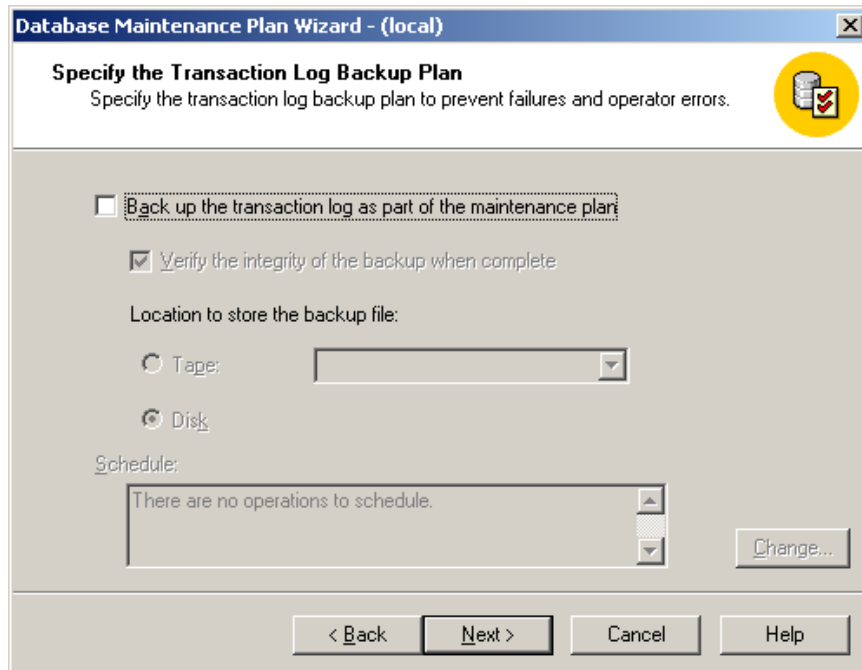 Database Maintenance Plan Wizard - (local)
Specify the Transaction Log Backup Plan
Specify the transaction log backup plan to prevent failures and operator errors.
Back up the transaction log as part of the maintenance plan
Verify the integrity of the backup when complete
Location to store the backup file:
Tape:
Disk
Schedule:
There are no operations to schedule.
Change...
< Back Next > Cancel Help